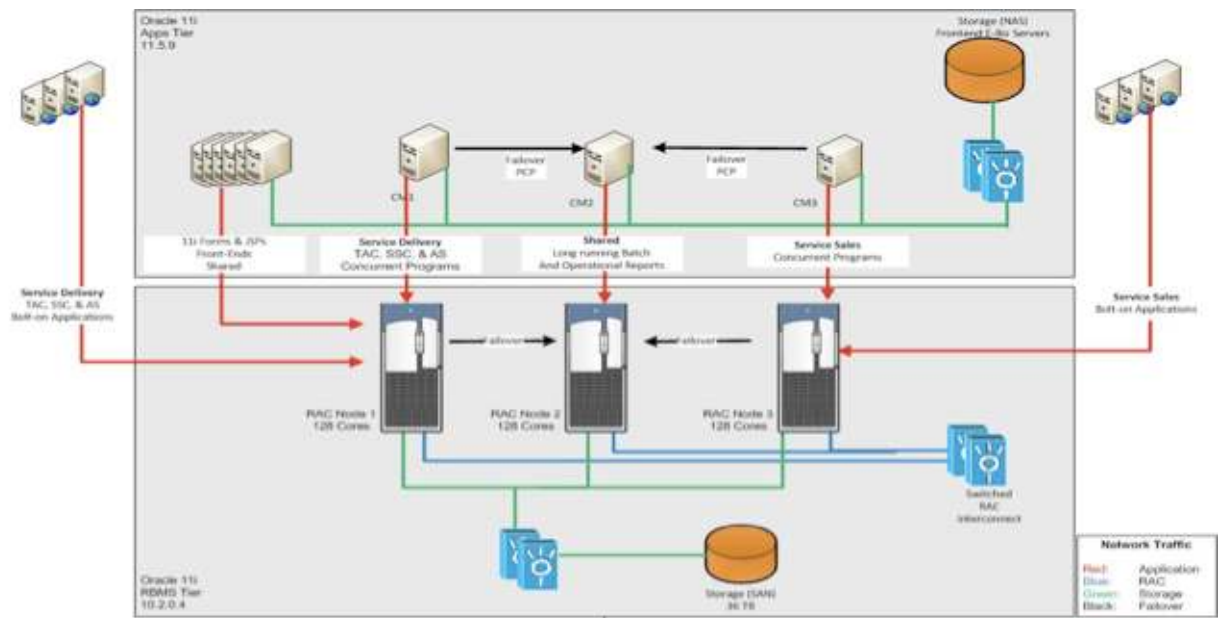 Oracle 11i
Apps Tier
11.5.9
Storage (NAS)
Frontend E-Biz Servers
Failover
PCP
Failover
PCP
CM1
CM2
CM3
11i Forms & JSPs
Front-Ends
Shared
Service Delivery
TAC, SSC, & AS
Concurrent Programs
Shared
Long running Batch
And Operational Reports
Service Sales
Concurrent Programs
Service Delivery
TAC, SSC, & AS
Bolt-on Applications
Service Sales
Bolt-on Applications
Failover
Failover
RAC Node 1
128 Cores
RAC Node 2
128 Cores
RAC Node 3
128 Cores
Switched
RAC
Interconnect
Storage (SAN)
36 TB
Oracle 11i
RBMS Tier
10.2.0.4
Network Traffic
Red: Application
Blue: RAC
Green: Storage
Black: Failover